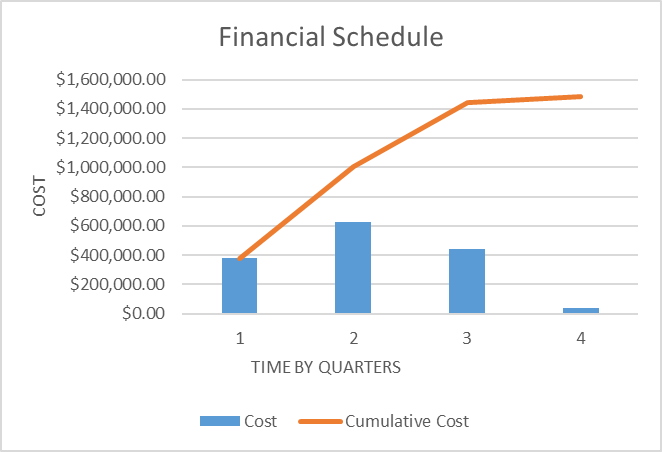 Financial Schedule
$1,600,000.00
$1,400,000.00
$1,200,000.00
$1,000,000.00
$800,000.00
$600,000.00
$400,000.00
$200,000.00
$0.00
COST
1 2 3 4
TIME BY QUARTERS
Cost Cumulative Cost